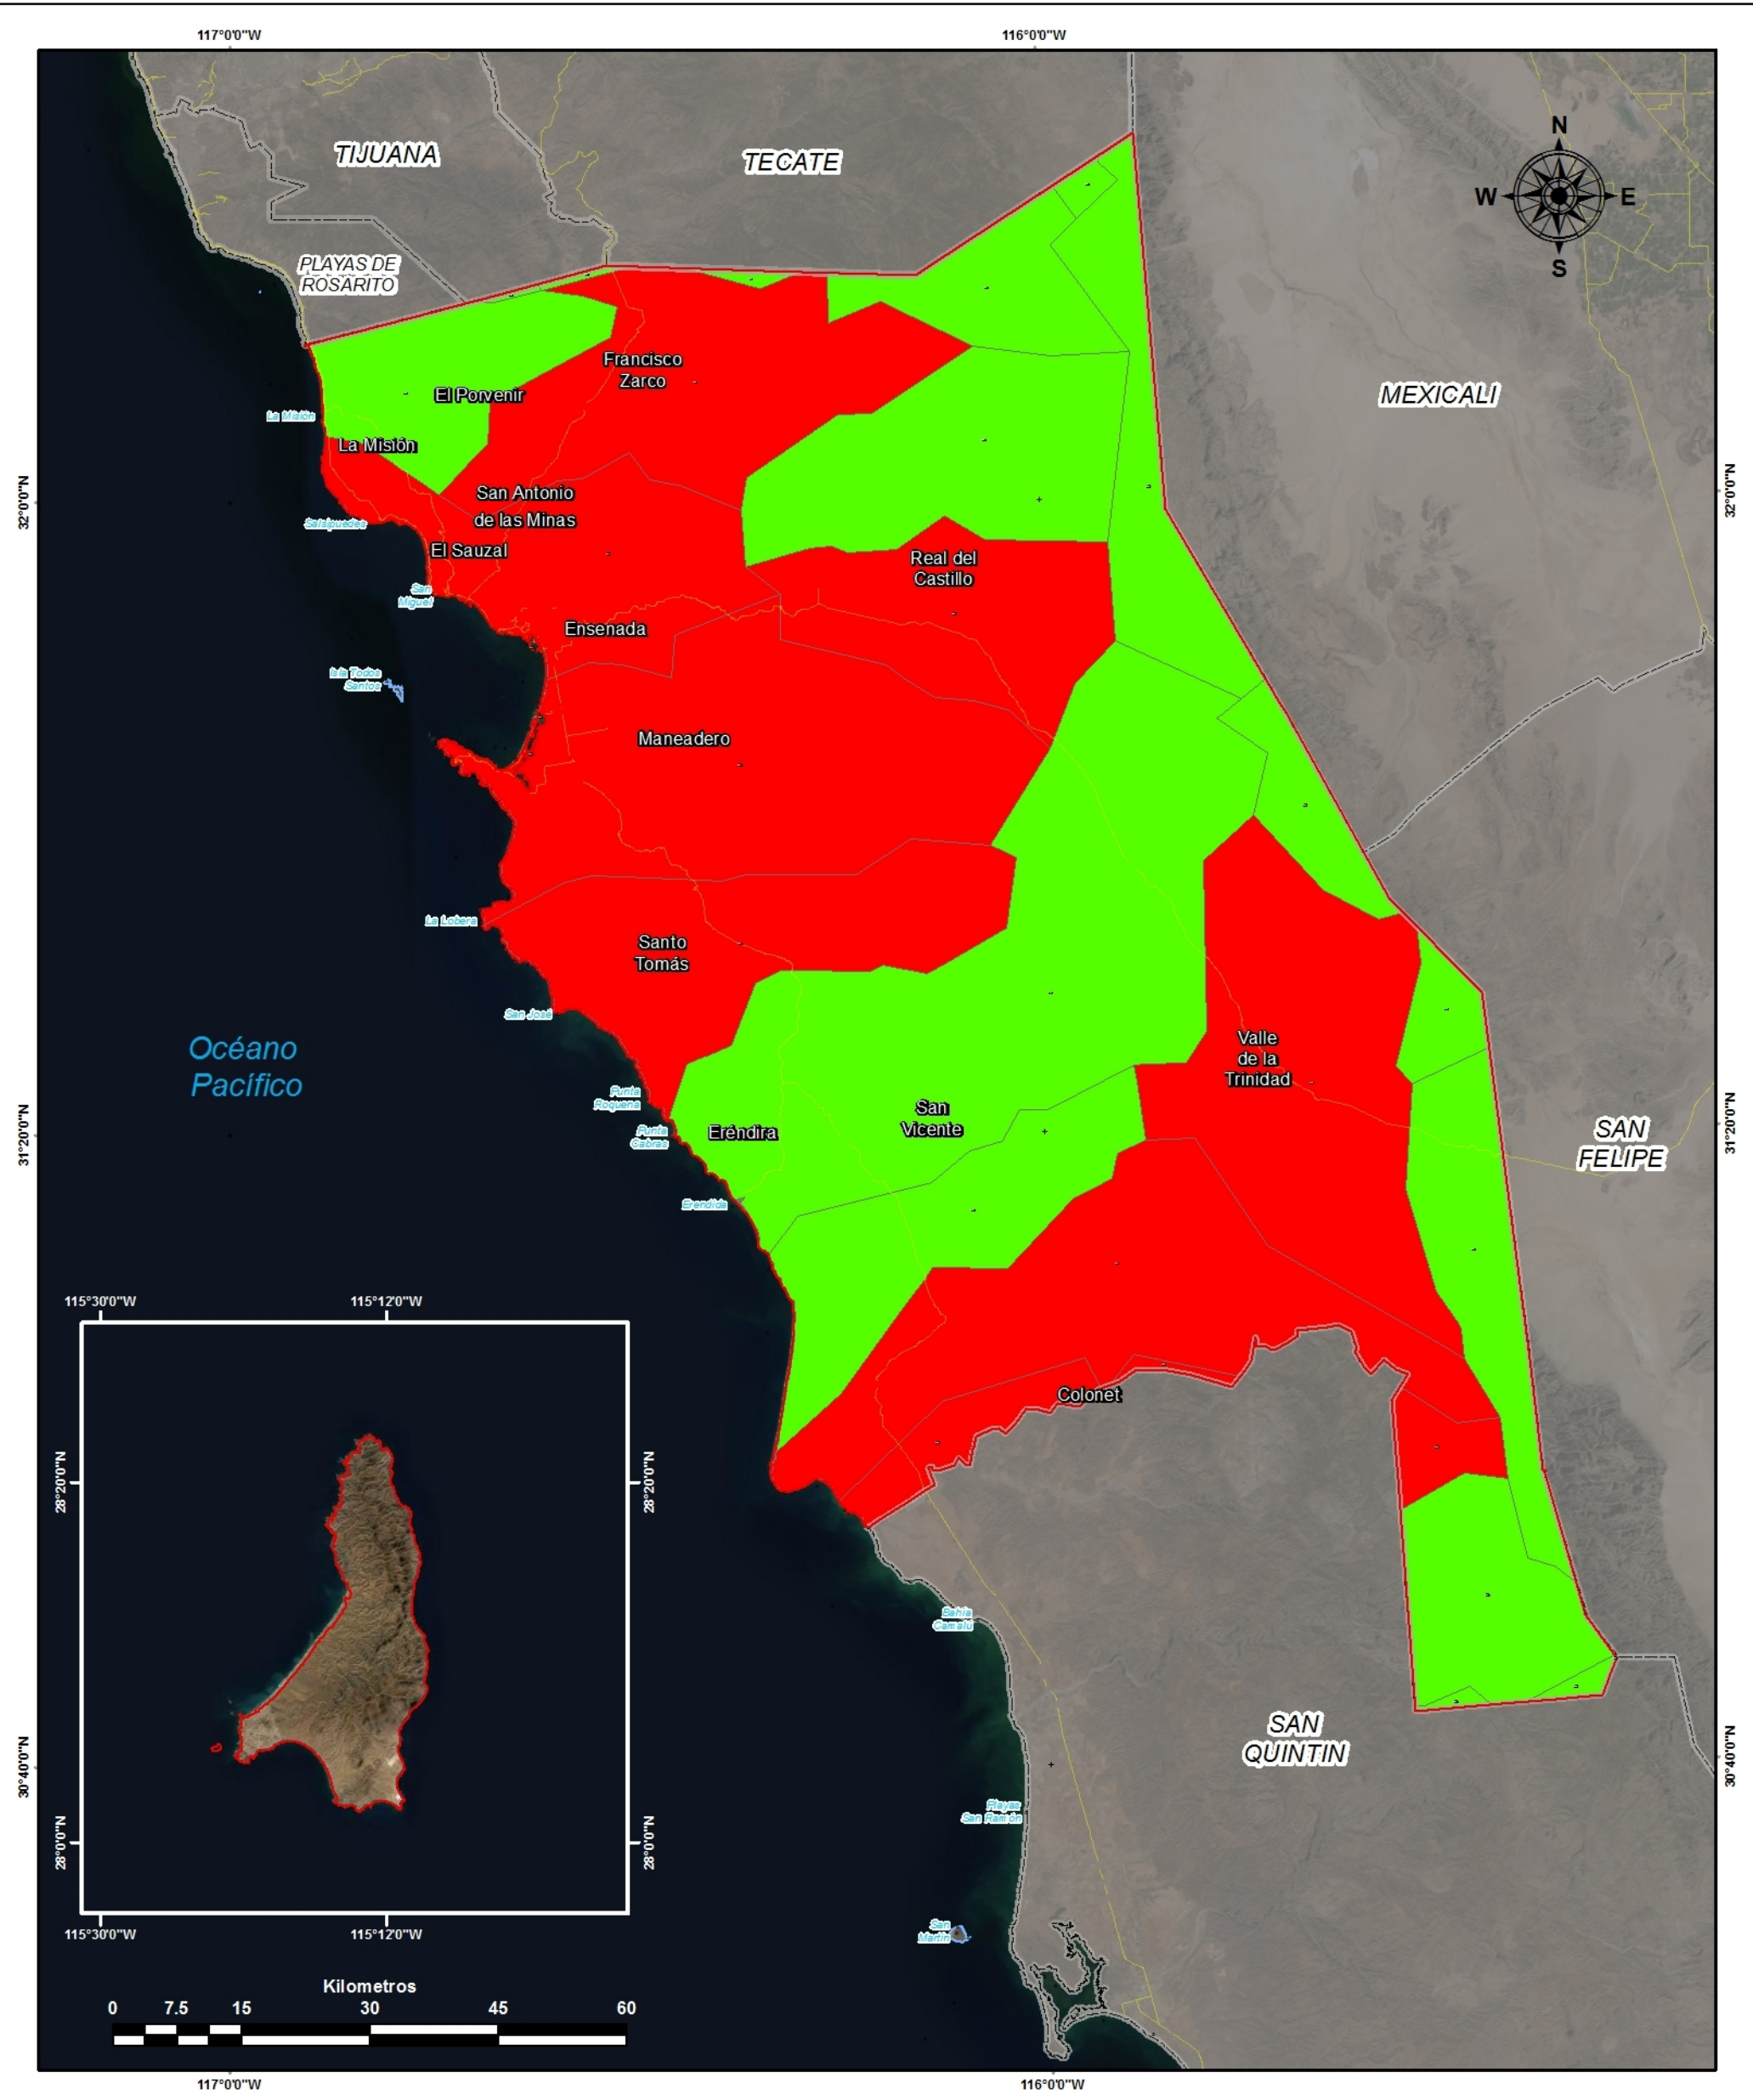 117°0'0"W
116°0'0"W
N
TIJUANA
TECATE
W
E
S
PLAYAS DE
ROSARITO
Francisco
Zarco
MEXICALI
El Porvenir
La Misión
La Misión
32°0'0"N
32°0'0"N
San Antonio
de las Minas
Salsipuedes
El Sauzal
Real del
Castillo
San
Miguel
Ensenada
Isla Todos
Santos
Maneadero
La Lobera
Santo
Tomás
San José
Océano
Pacífico
Valle
de la
Trinidad
Punta
Roquena
San
Vicente
Eréndira
Punta
Cabras
31°20'0"N
31°20'0"N
SAN
FELIPE
Erendida
115°30'0"W
115°12'0"W
Colonet
28°20'0"N
28°20'0"N
Bahía
Camalú
SAN
QUINTIN
30°40'0"N
30°40'0"N
28°0'0"N
28°0'0"N
Playas
San Ramón
115°30'0"W
115°12'0"W
San
Martín
Kilometros
0 7.5 15 30 45 60
117°0'0"W
116°0'0"W